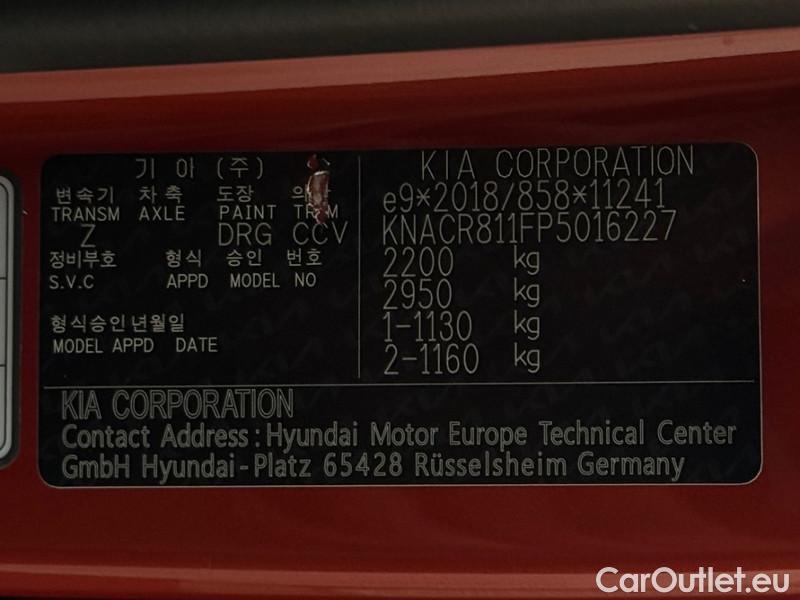 기아 (주)
변속기 차축 도장
TRANSM AXLE PAINT TRIM
Z DRG CCV
정비부호 형식 승인 번호
S.V.C APPD MODEL NO
형식승인년월일
MODEL APPD DATE
KIA CORPORATION
e9*2018/858*11241
KNACR811FP5016227
2200 kg
2950 kg
1-1130 kg
2-1160 kg
KIA CORPORATION
Contact Address : Hyundai Motor Europe Technical Center
GmbH Hyundai-Platz 65428 Rüsselsheim Germany
CarOutlet.eu